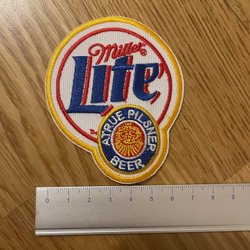 Miller
Lite
A TRUE PILSNER
BEER
0 1 2 3 4 5 6 7 8 9